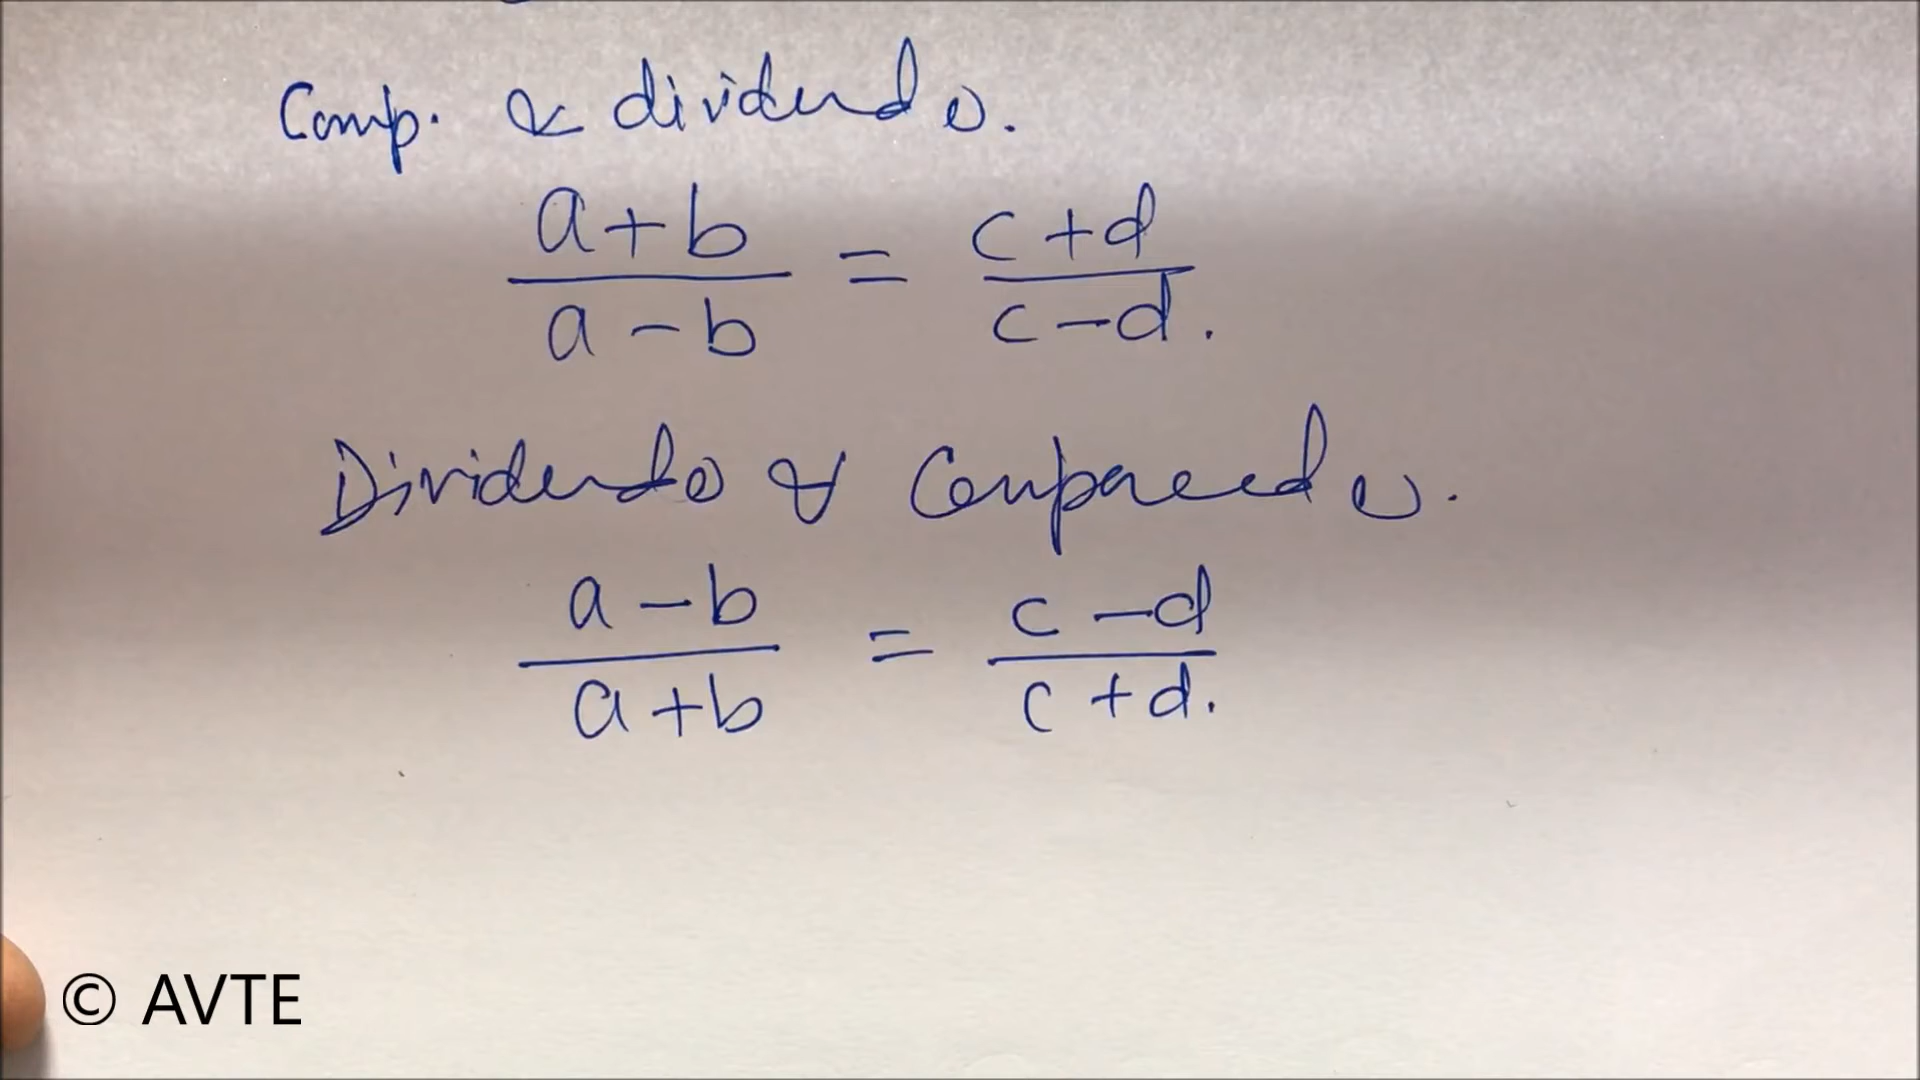 Comp. & dividendo.
a+b / a-b = c+d / c-d.
Dividendo & Componendo.
a-b / a+b = c-d / c+d.
© AVTE